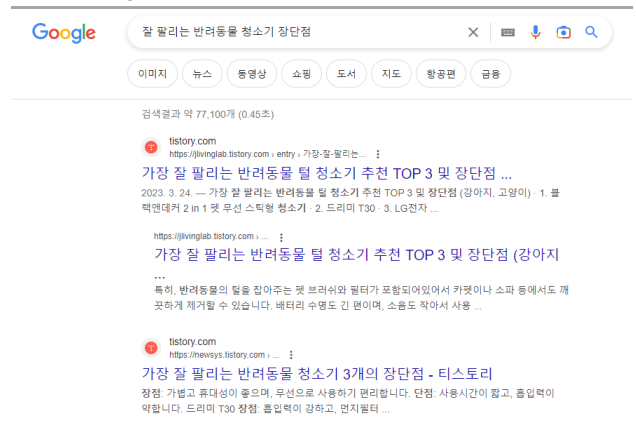 Google
잘 팔리는 반려동물 청소기 장단점
이미지 뉴스 동영상 쇼핑 도서 지도 항공편 금융
검색결과 약 77,100개 (0.45초)
tistory.com
https://jlivinglab.tistory.com › entry › 가장-잘-팔리는...
가장 잘 팔리는 반려동물 털 청소기 추천 TOP 3 및 장단점 ...
2023. 3. 24. — 가장 잘 팔리는 반려동물 털 청소기 추천 TOP 3 및 장단점 (강아지, 고양이) · 1. 블
랙앤데커 2 in 1 펫 무선 스틱형 청소기 · 2. 드리미 T30 · 3. LG전자 ...
https://jlivinglab.tistory.com › ...
가장 잘 팔리는 반려동물 털 청소기 추천 TOP 3 및 장단점 (강아지
...
특히, 반려동물의 털을 잡아주는 펫 브러쉬와 필터가 포함되어있어서 카펫이나 소파 등에서도 깨
끗하게 제거할 수 있습니다. 배터리 수명도 긴 편이며, 소음도 작아서 사용 ...
tistory.com
https://newsys.tistory.com › ...
가장 잘 팔리는 반려동물 청소기 3개의 장단점 - 티스토리
장점: 가볍고 휴대성이 좋으며, 무선으로 사용하기 편리합니다. 단점: 사용시간이 짧고, 흡입력이
약합니다. 드리미 T30 장점: 흡입력이 강하고, 먼지필터 ...